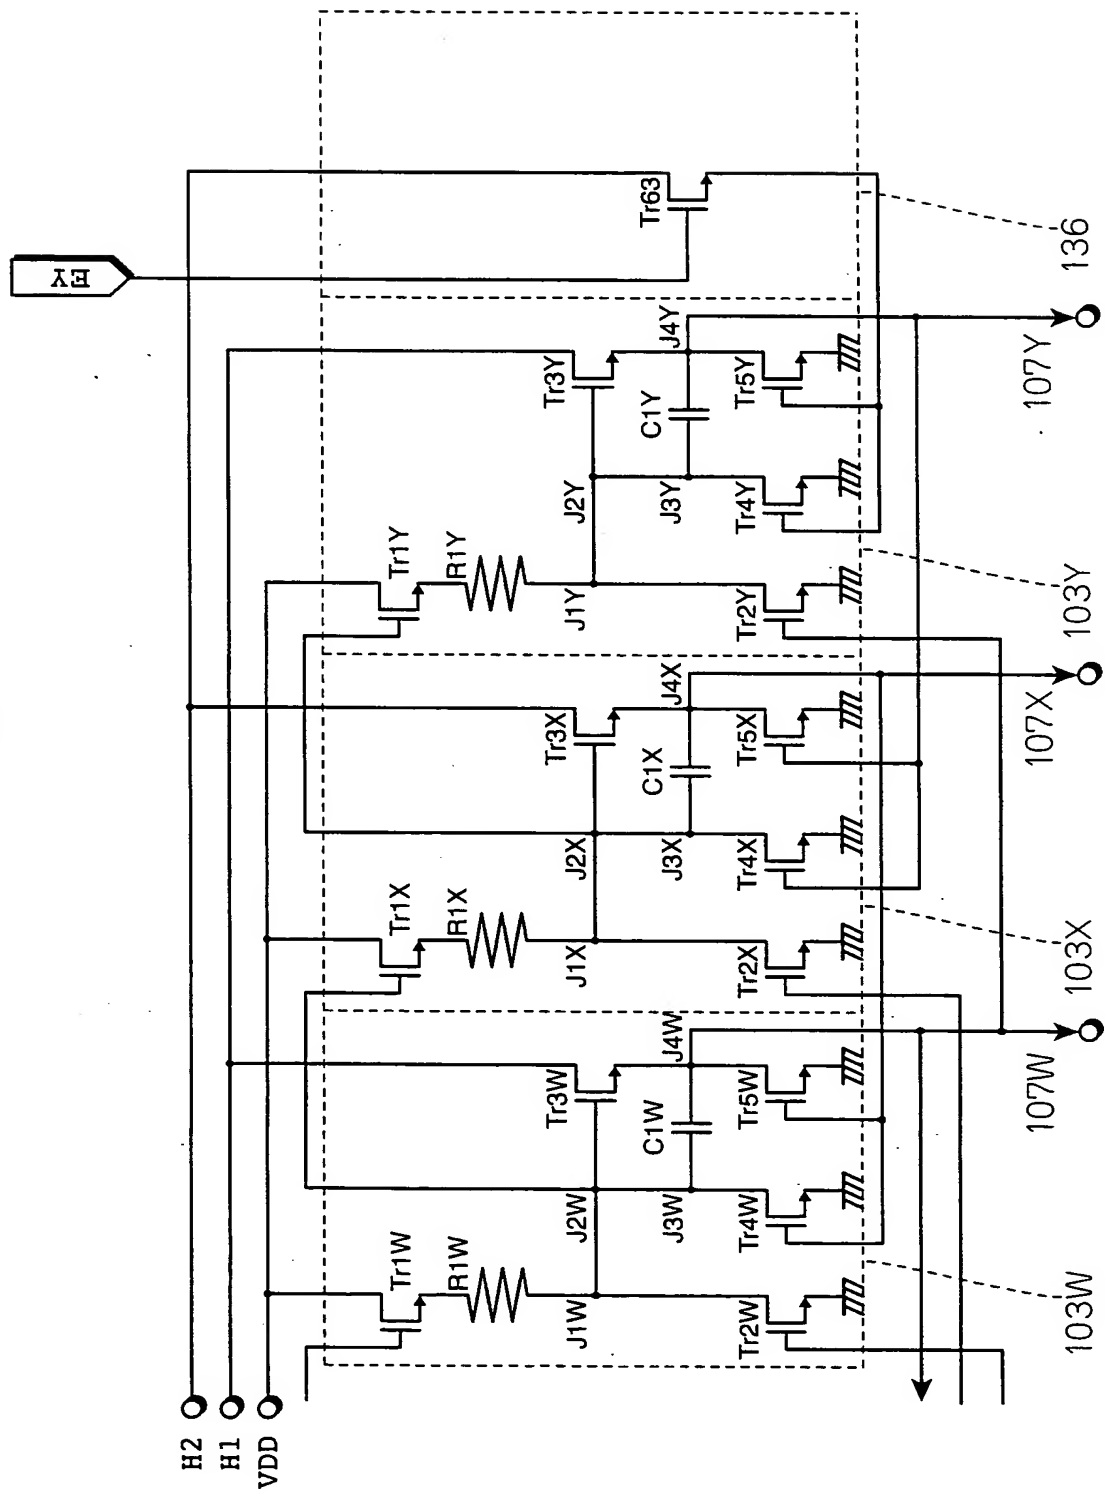 H2
H1
VDD
EY
Tr1W
R1W
J1W
J2W
J3W
J4W
C1W
Tr2W
Tr3W
Tr4W
Tr5W
103W
107W
Tr1X
R1X
J1X
J2X
J3X
J4X
C1X
Tr2X
Tr3X
Tr4X
Tr5X
103X
107X
Tr1Y
R1Y
J1Y
J2Y
J3Y
J4Y
C1Y
Tr2Y
Tr3Y
Tr4Y
Tr5Y
103Y
107Y
Tr63
136